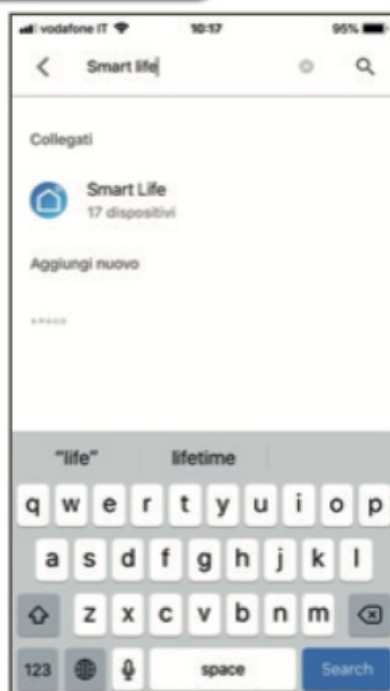 vodafone IT 10:17 95%
Smart life
Collegati
Smart Life
17 dispositivi
Aggiungi nuovo
"life" lifetime
q w e r t y u i o p
a s d f g h j k l
z x c v b n m
123 space Search